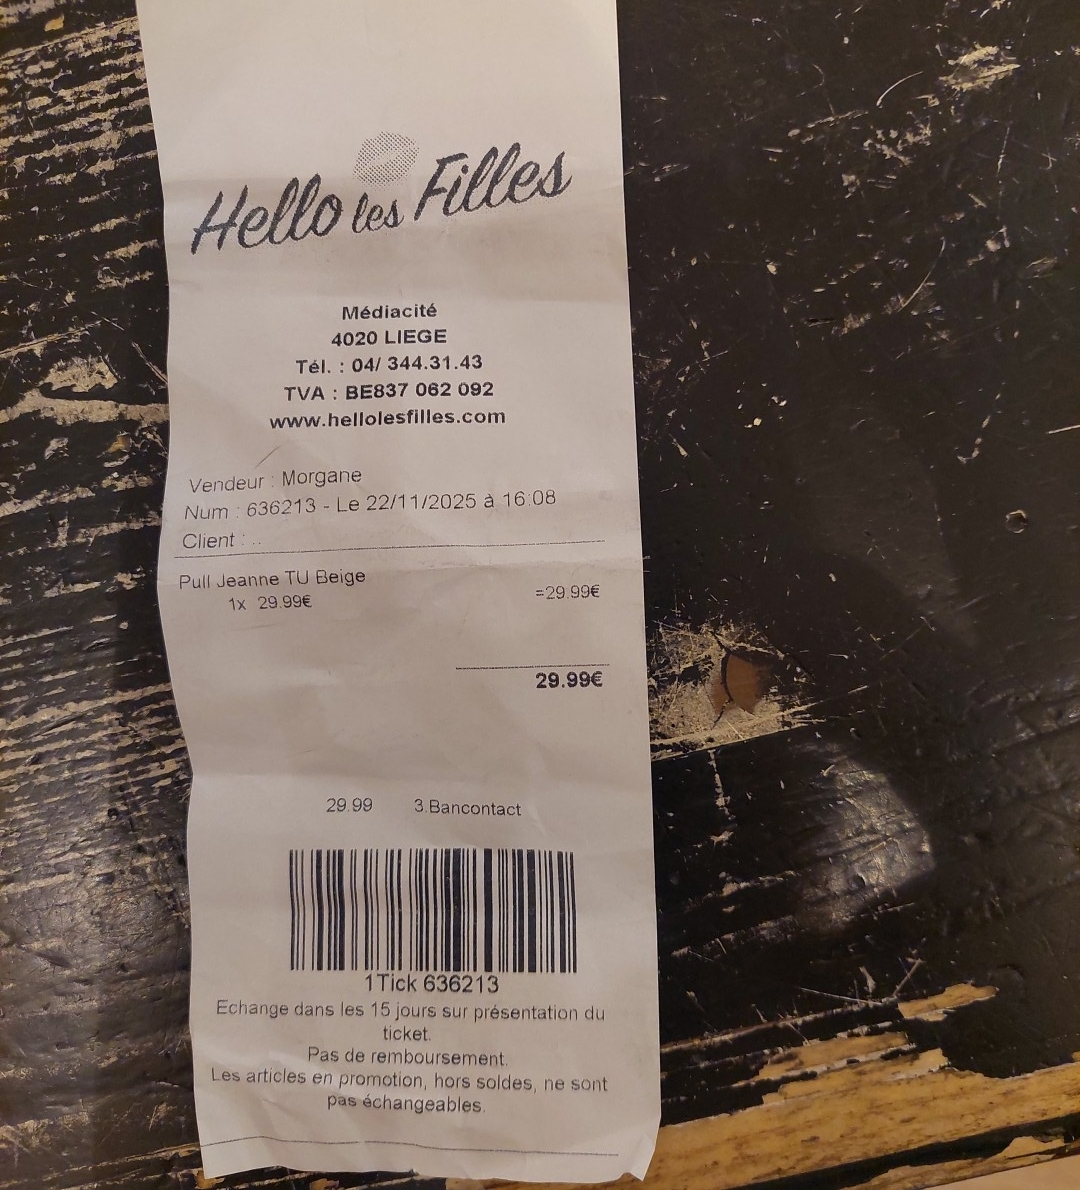 Hello les Filles
Médiacité
4020 LIEGE
Tél. : 04/ 344.31.43
TVA : BE837 062 092
www.hellolesfilles.com
Vendeur : Morgane
Num : 636213 - Le 22/11/2025 à 16:08
Client : ..
Pull Jeanne TU Beige
1x 29.99€ =29.99€
29.99€
29.99 3.Bancontact
1Tick 636213
Echange dans les 15 jours sur présentation du
ticket.
Pas de remboursement.
Les articles en promotion, hors soldes, ne sont
pas échangeables.